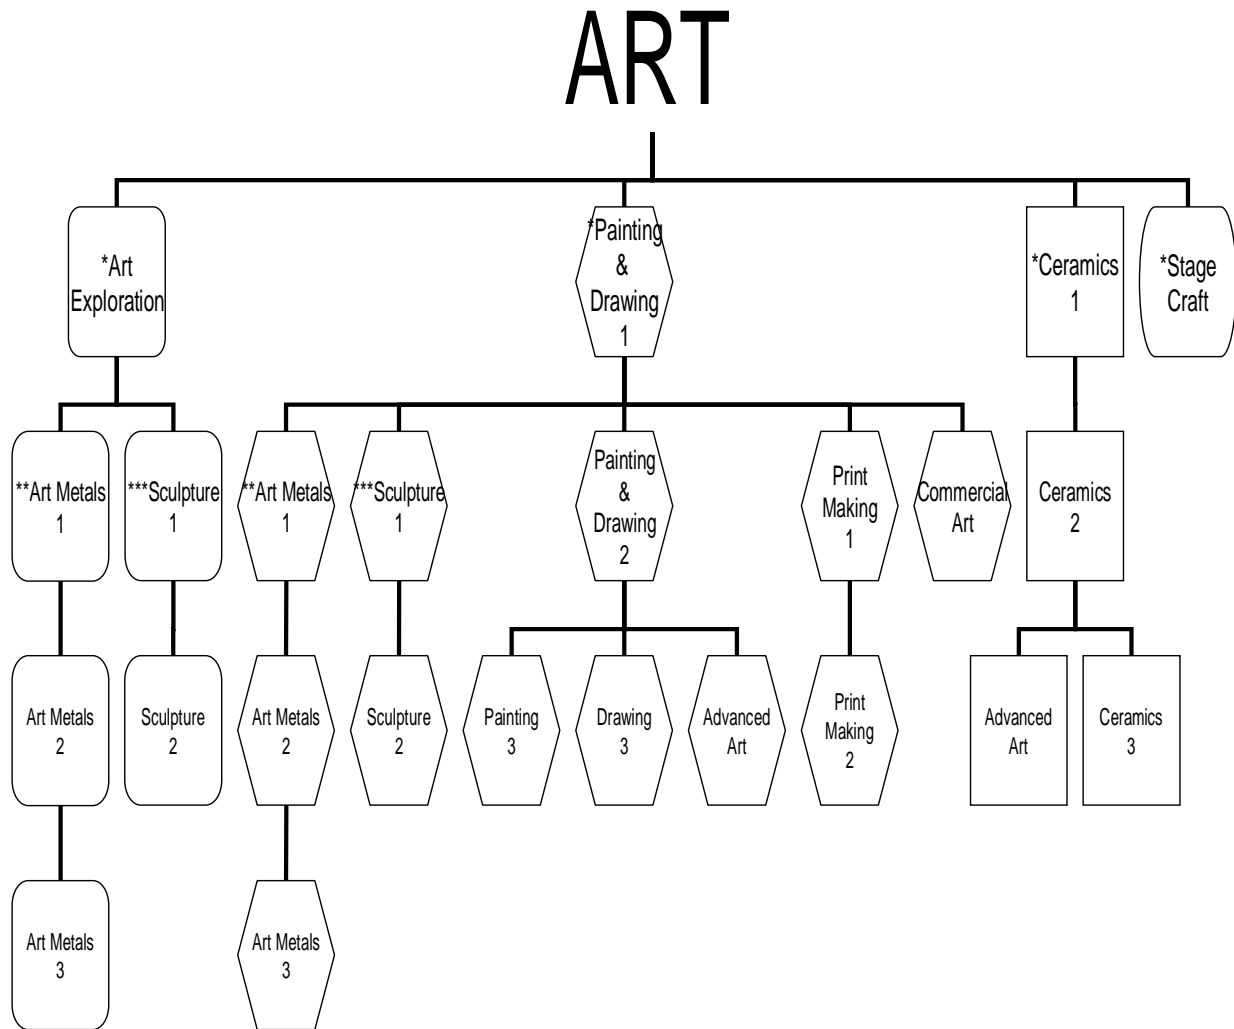 ART
*Art
Exploration
*Painting
&
Drawing
1
*Ceramics
1
*Stage
Craft
**Art Metals
1
***Sculpture
1
**Art Metals
1
***Sculpture
1
Painting
&
Drawing
2
Print
Making
1
Commercial
Art
Ceramics
2
Art Metals
2
Sculpture
2
Art Metals
2
Sculpture
2
Painting
3
Drawing
3
Advanced
Art
Print
Making
2
Advanced
Art
Ceramics
3
Art Metals
3
Art Metals
3